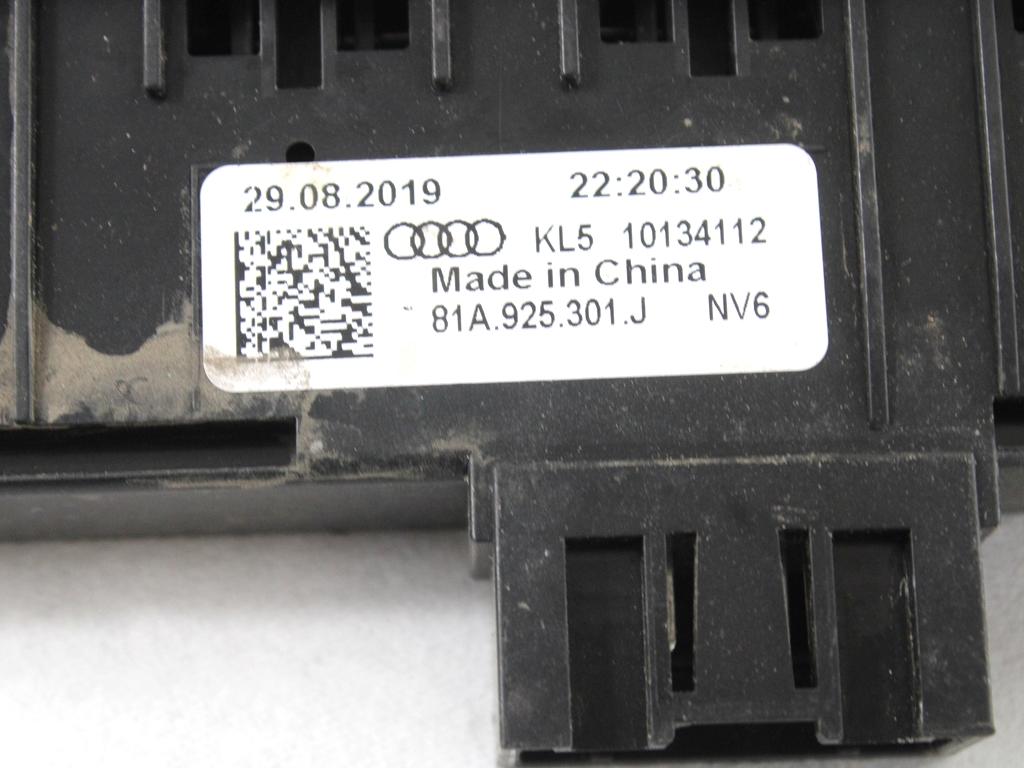 29.08.2019 22:20:30
KL5 10134112
Made in China
81A.925.301.J NV6